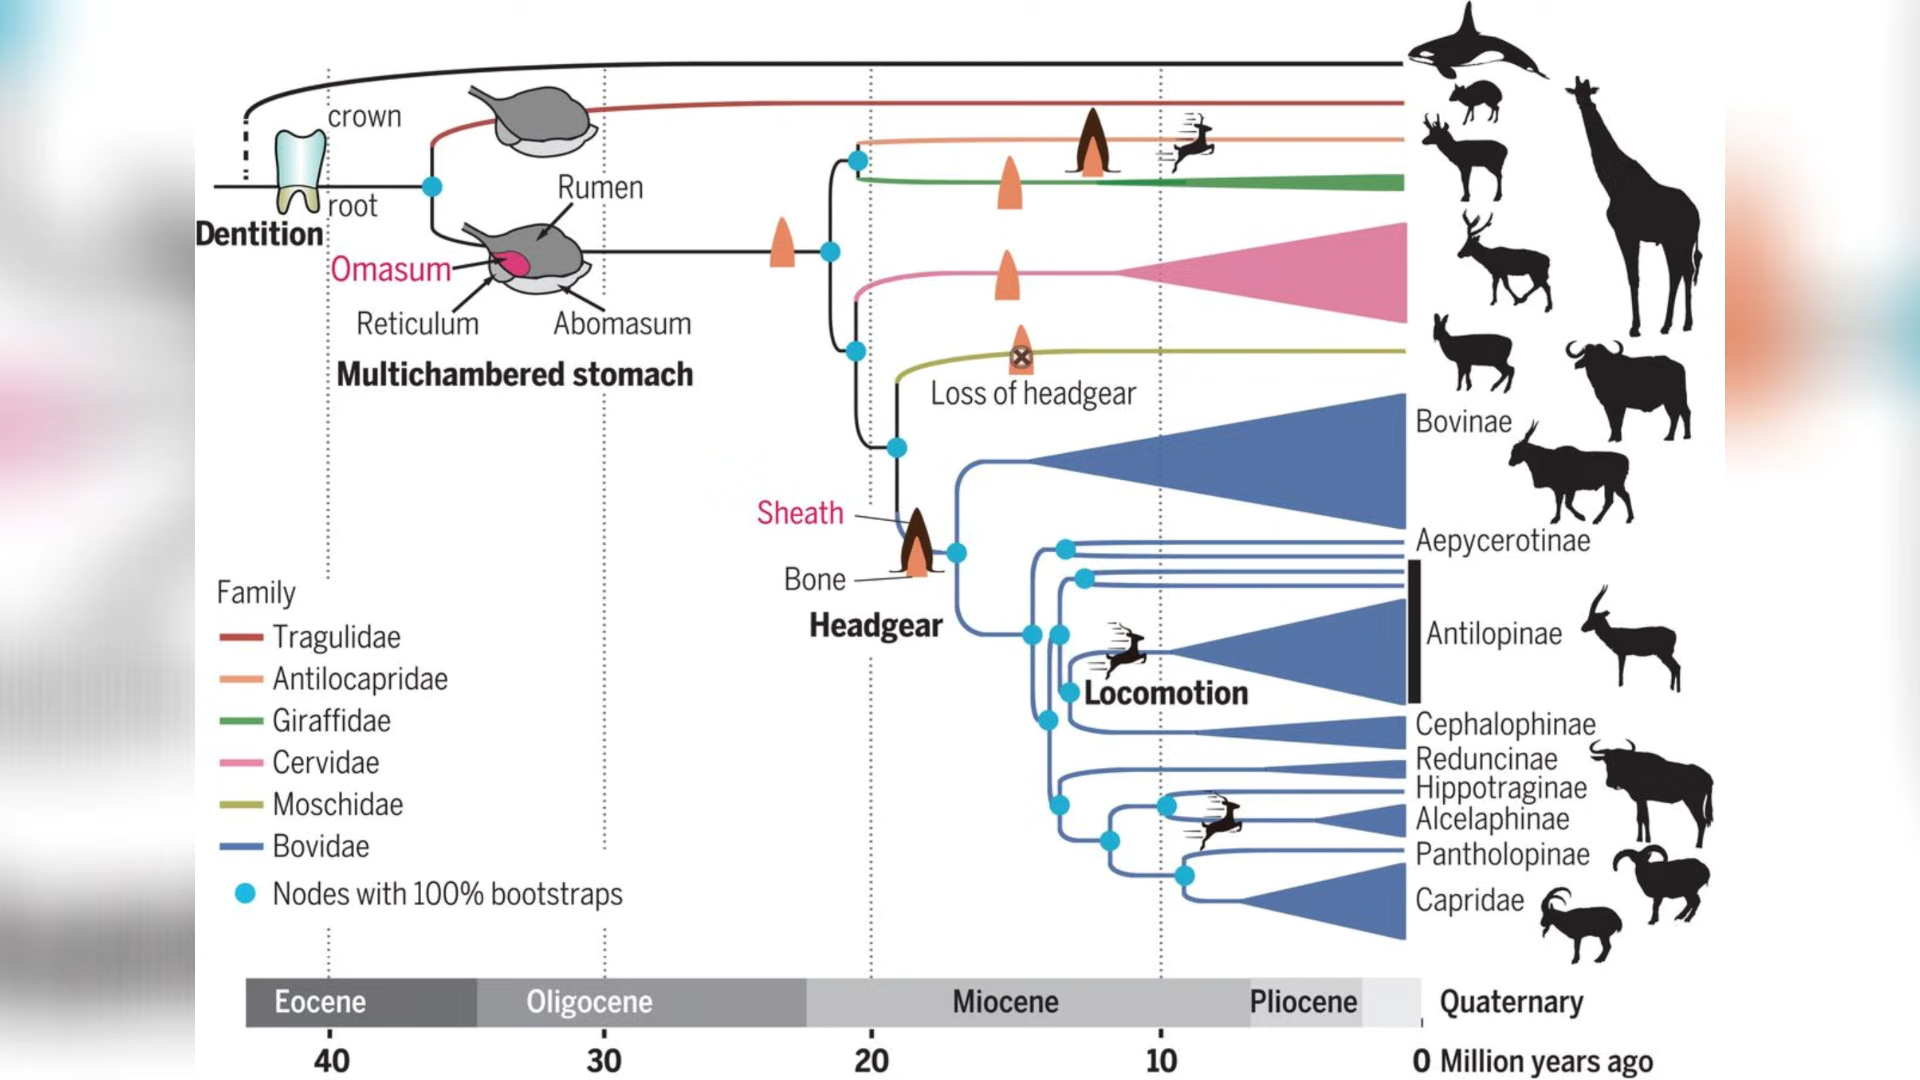 crown
root
Dentition
Rumen
Omasum
Reticulum
Abomasum
Multichambered stomach
Loss of headgear
Sheath
Bone
Headgear
Locomotion
Bovinae
Aepycerotinae
Antilopinae
Cephalophinae
Reduncinae
Hippotraginae
Alcelaphinae
Pantholopinae
Capridae
Family
Tragulidae
Antilocapridae
Giraffidae
Cervidae
Moschidae
Bovidae
Nodes with 100% bootstraps
Eocene Oligocene Miocene Pliocene Quaternary
40 30 20 10 0 Million years ago